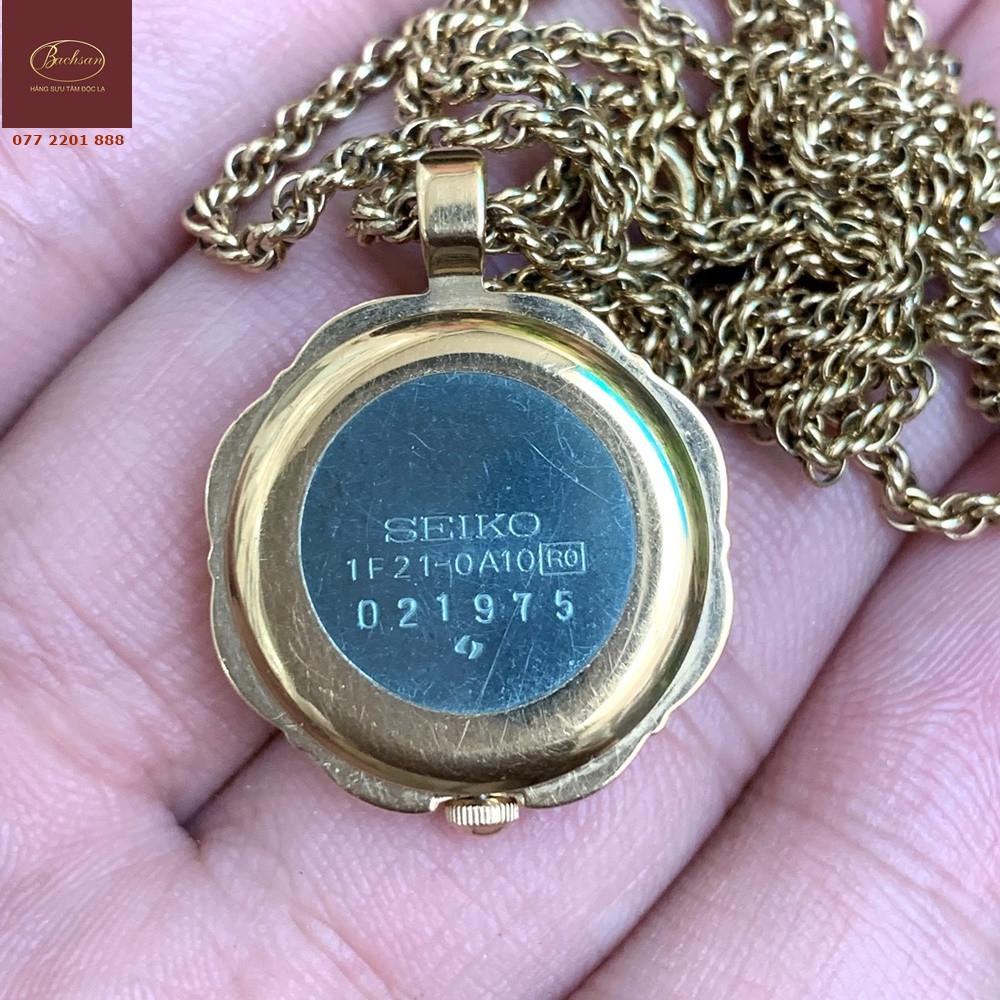 Bachsan
HÀNG SƯU TẦM ĐỘC LẠ
077 2201 888
SEIKO
1F21-0A10 R0
021975